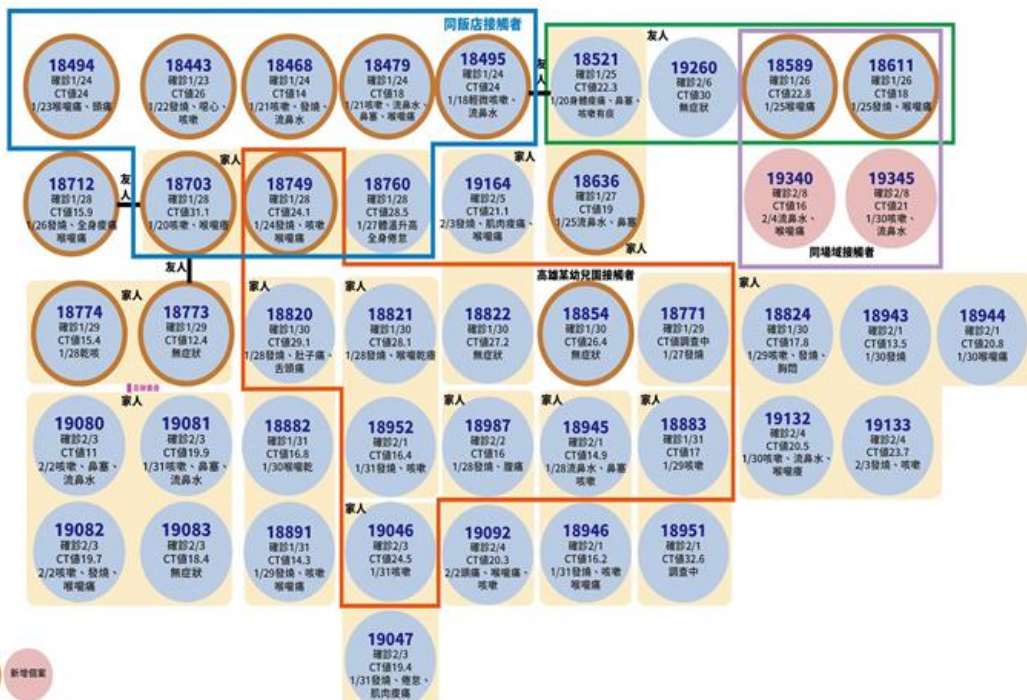 同飯店接觸者
18494
確診1/24
CT值24
1/23喉嚨痛、頭痛
18443
確診1/23
CT值26
1/22發燒、噁心、
咳嗽
18468
確診1/24
CT值14
1/21咳嗽、發燒、
流鼻水
18479
確診1/24
CT值18
1/21咳嗽、流鼻水、
鼻塞、喉嚨痛
18495
確診1/24
CT值24
1/18輕微咳嗽、
流鼻水
友人
18521
確診1/25
CT值22.3
1/20身體痠痛、鼻塞、
咳嗽有痰
友人
19260
確診2/6
CT值30
無症狀
18589
確診1/26
CT值22.8
1/25喉嚨痛
18611
確診1/26
CT值18
1/25發燒、喉嚨痛
18712
確診1/28
CT值15.9
1/26發燒、全身痠痛
喉嚨痛
友人
家人
18703
確診1/28
CT值31.1
1/20咳嗽、喉嚨痛
18749
確診1/28
CT值24.1
1/24發燒、咳嗽
喉嚨痛
18760
確診1/28
CT值28.5
1/27體溫升高
全身倦怠
家人
19164
確診2/5
CT值21.1
2/3發燒、肌肉痠痛、
喉嚨痛
18636
確診1/27
CT值19
1/25流鼻水、鼻塞
家人
19340
確診2/8
CT值16
2/4流鼻水、
喉嚨痛
19345
確診2/8
CT值21
1/30咳嗽、
流鼻水
同場域接觸者
友人
高雄某幼兒園接觸者
家人
18774
確診1/29
CT值15.4
1/28乾咳
18773
確診1/29
CT值12.4
無症狀
家人
18820
確診1/30
CT值29.1
1/28發燒、肚子痛、
舌頭痛
家人
18821
確診1/30
CT值28.1
1/28發燒、喉嚨乾癢
18822
確診1/30
CT值27.2
無症狀
18854
確診1/30
CT值26.4
無症狀
18771
確診1/29
CT值調查中
1/27發燒
家人
18824
確診1/30
CT值17.8
1/29咳嗽、發燒、
胸悶
18943
確診2/1
CT值13.5
1/30發燒
18944
確診2/1
CT值20.8
1/30喉嚨痛
家人
19080
確診2/3
CT值11
2/2咳嗽、鼻塞、
流鼻水
19081
確診2/3
CT值19.9
1/31咳嗽、鼻塞、
流鼻水
18882
確診1/31
CT值16.8
1/30喉嚨乾
18952
確診2/1
CT值16.4
1/31發燒、咳嗽
家人
18987
確診2/2
CT值16
1/28發燒、腹痛
家人
18945
確診2/1
CT值14.9
1/28流鼻水、鼻塞
咳嗽
家人
18883
確診1/31
CT值17
1/29咳嗽
19132
確診2/4
CT值20.5
1/30咳嗽、流鼻水、
喉嚨痠
19133
確診2/4
CT值23.7
2/3發燒、咳嗽
19082
確診2/3
CT值19.7
2/2咳嗽、發燒、
喉嚨痛
19083
確診2/3
CT值18.4
無症狀
18891
確診1/31
CT值14.3
1/29發燒、咳嗽
喉嚨痛
家人
19046
確診2/3
CT值24.5
1/31咳嗽
19092
確診2/4
CT值20.3
2/2頭痛、喉嚨痛、
咳嗽
18946
確診2/1
CT值16.2
1/31發燒、咳嗽
喉嚨痛
18951
確診2/1
CT值32.6
調查中
19047
確診2/3
CT值19.4
1/31發燒、倦怠、
肌肉痠痛
新增個案